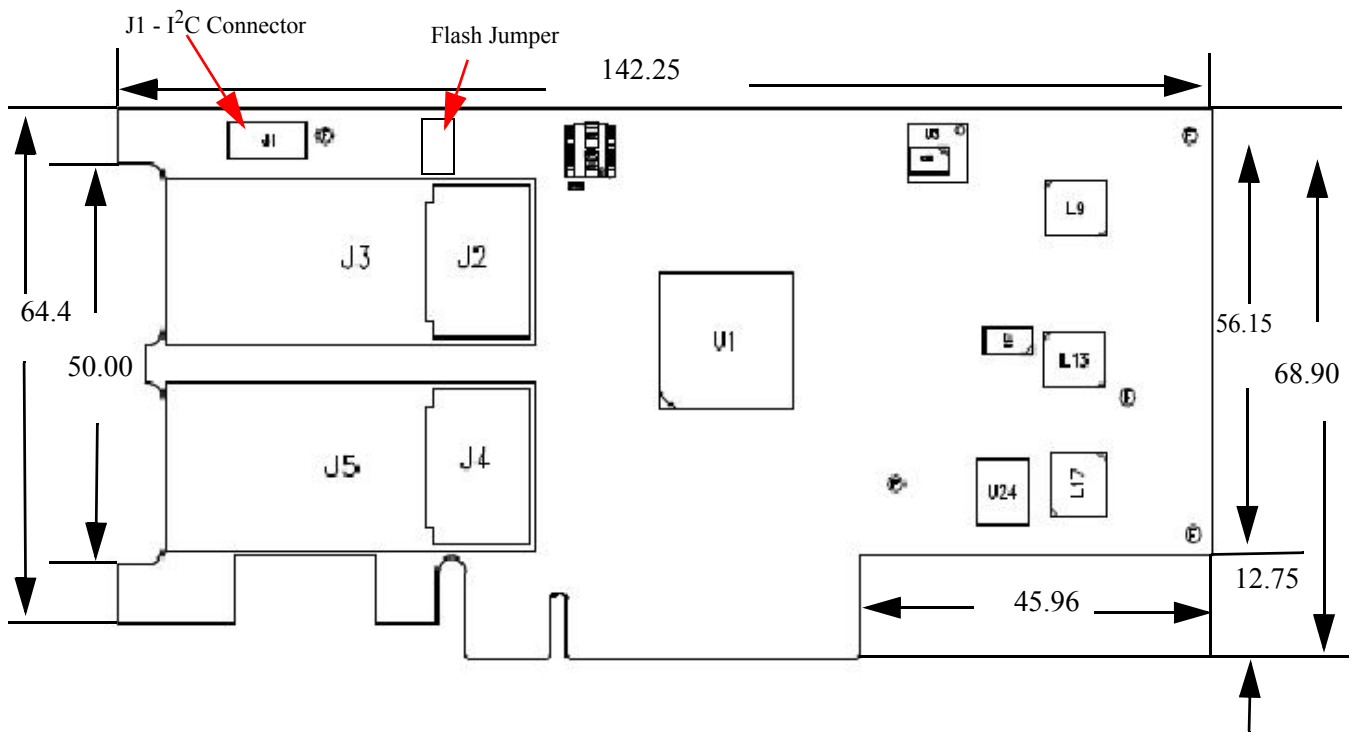 J1 - I²C Connector
Flash Jumper
142.25
J1
U3
L9
J3
J2
64.4
U1
56.15
50.00
L13
68.90
J5
J4
U24
L17
12.75
45.96